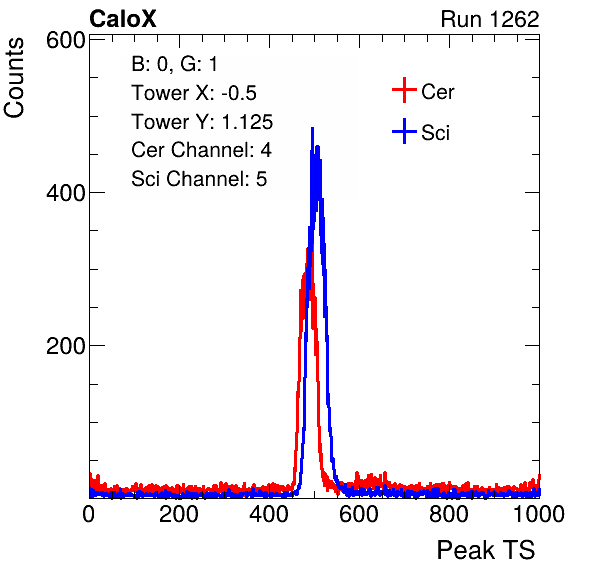 CaloX Run 1262
600
Counts
B: 0, G: 1
Tower X: -0.5
Tower Y: 1.125
Cer Channel: 4
Sci Channel: 5
Cer
Sci
400
200
0 200 400 600 800 1000
Peak TS